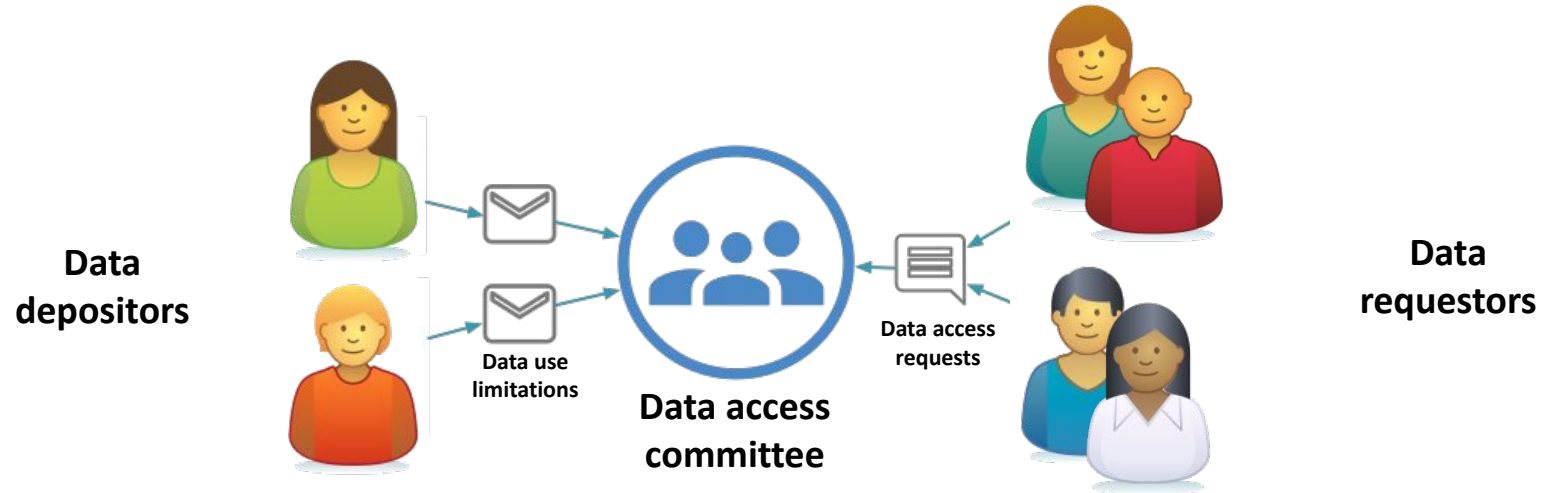 Data
depositors
Data use
limitations
Data access
committee
Data access
requests
Data
requestors